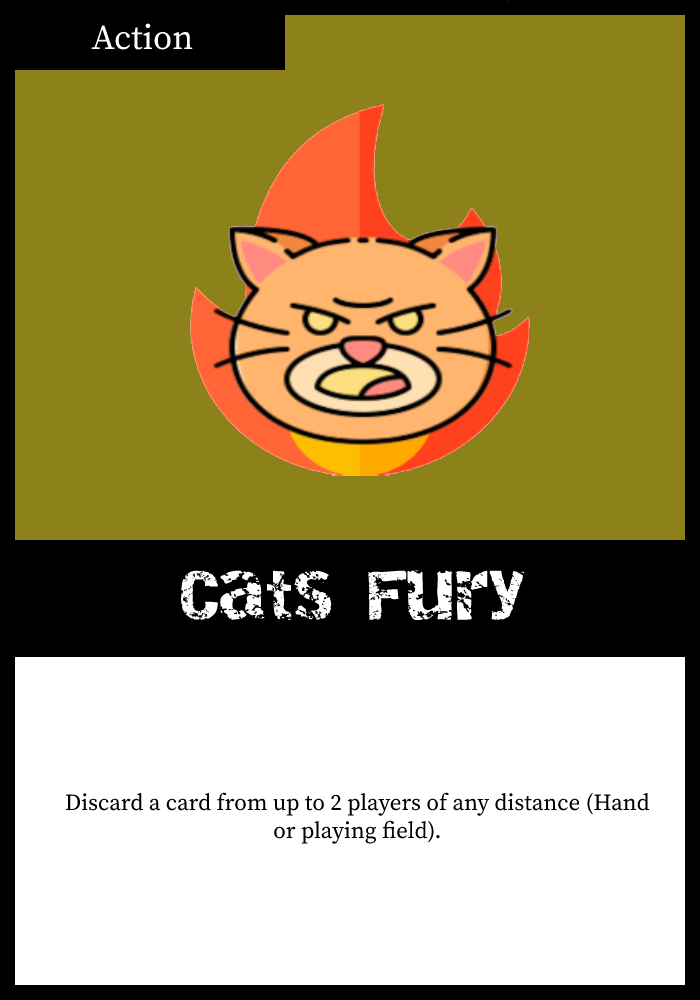 Action
Cats Fury
Discard a card from up to 2 players of any distance (Hand
or playing field).